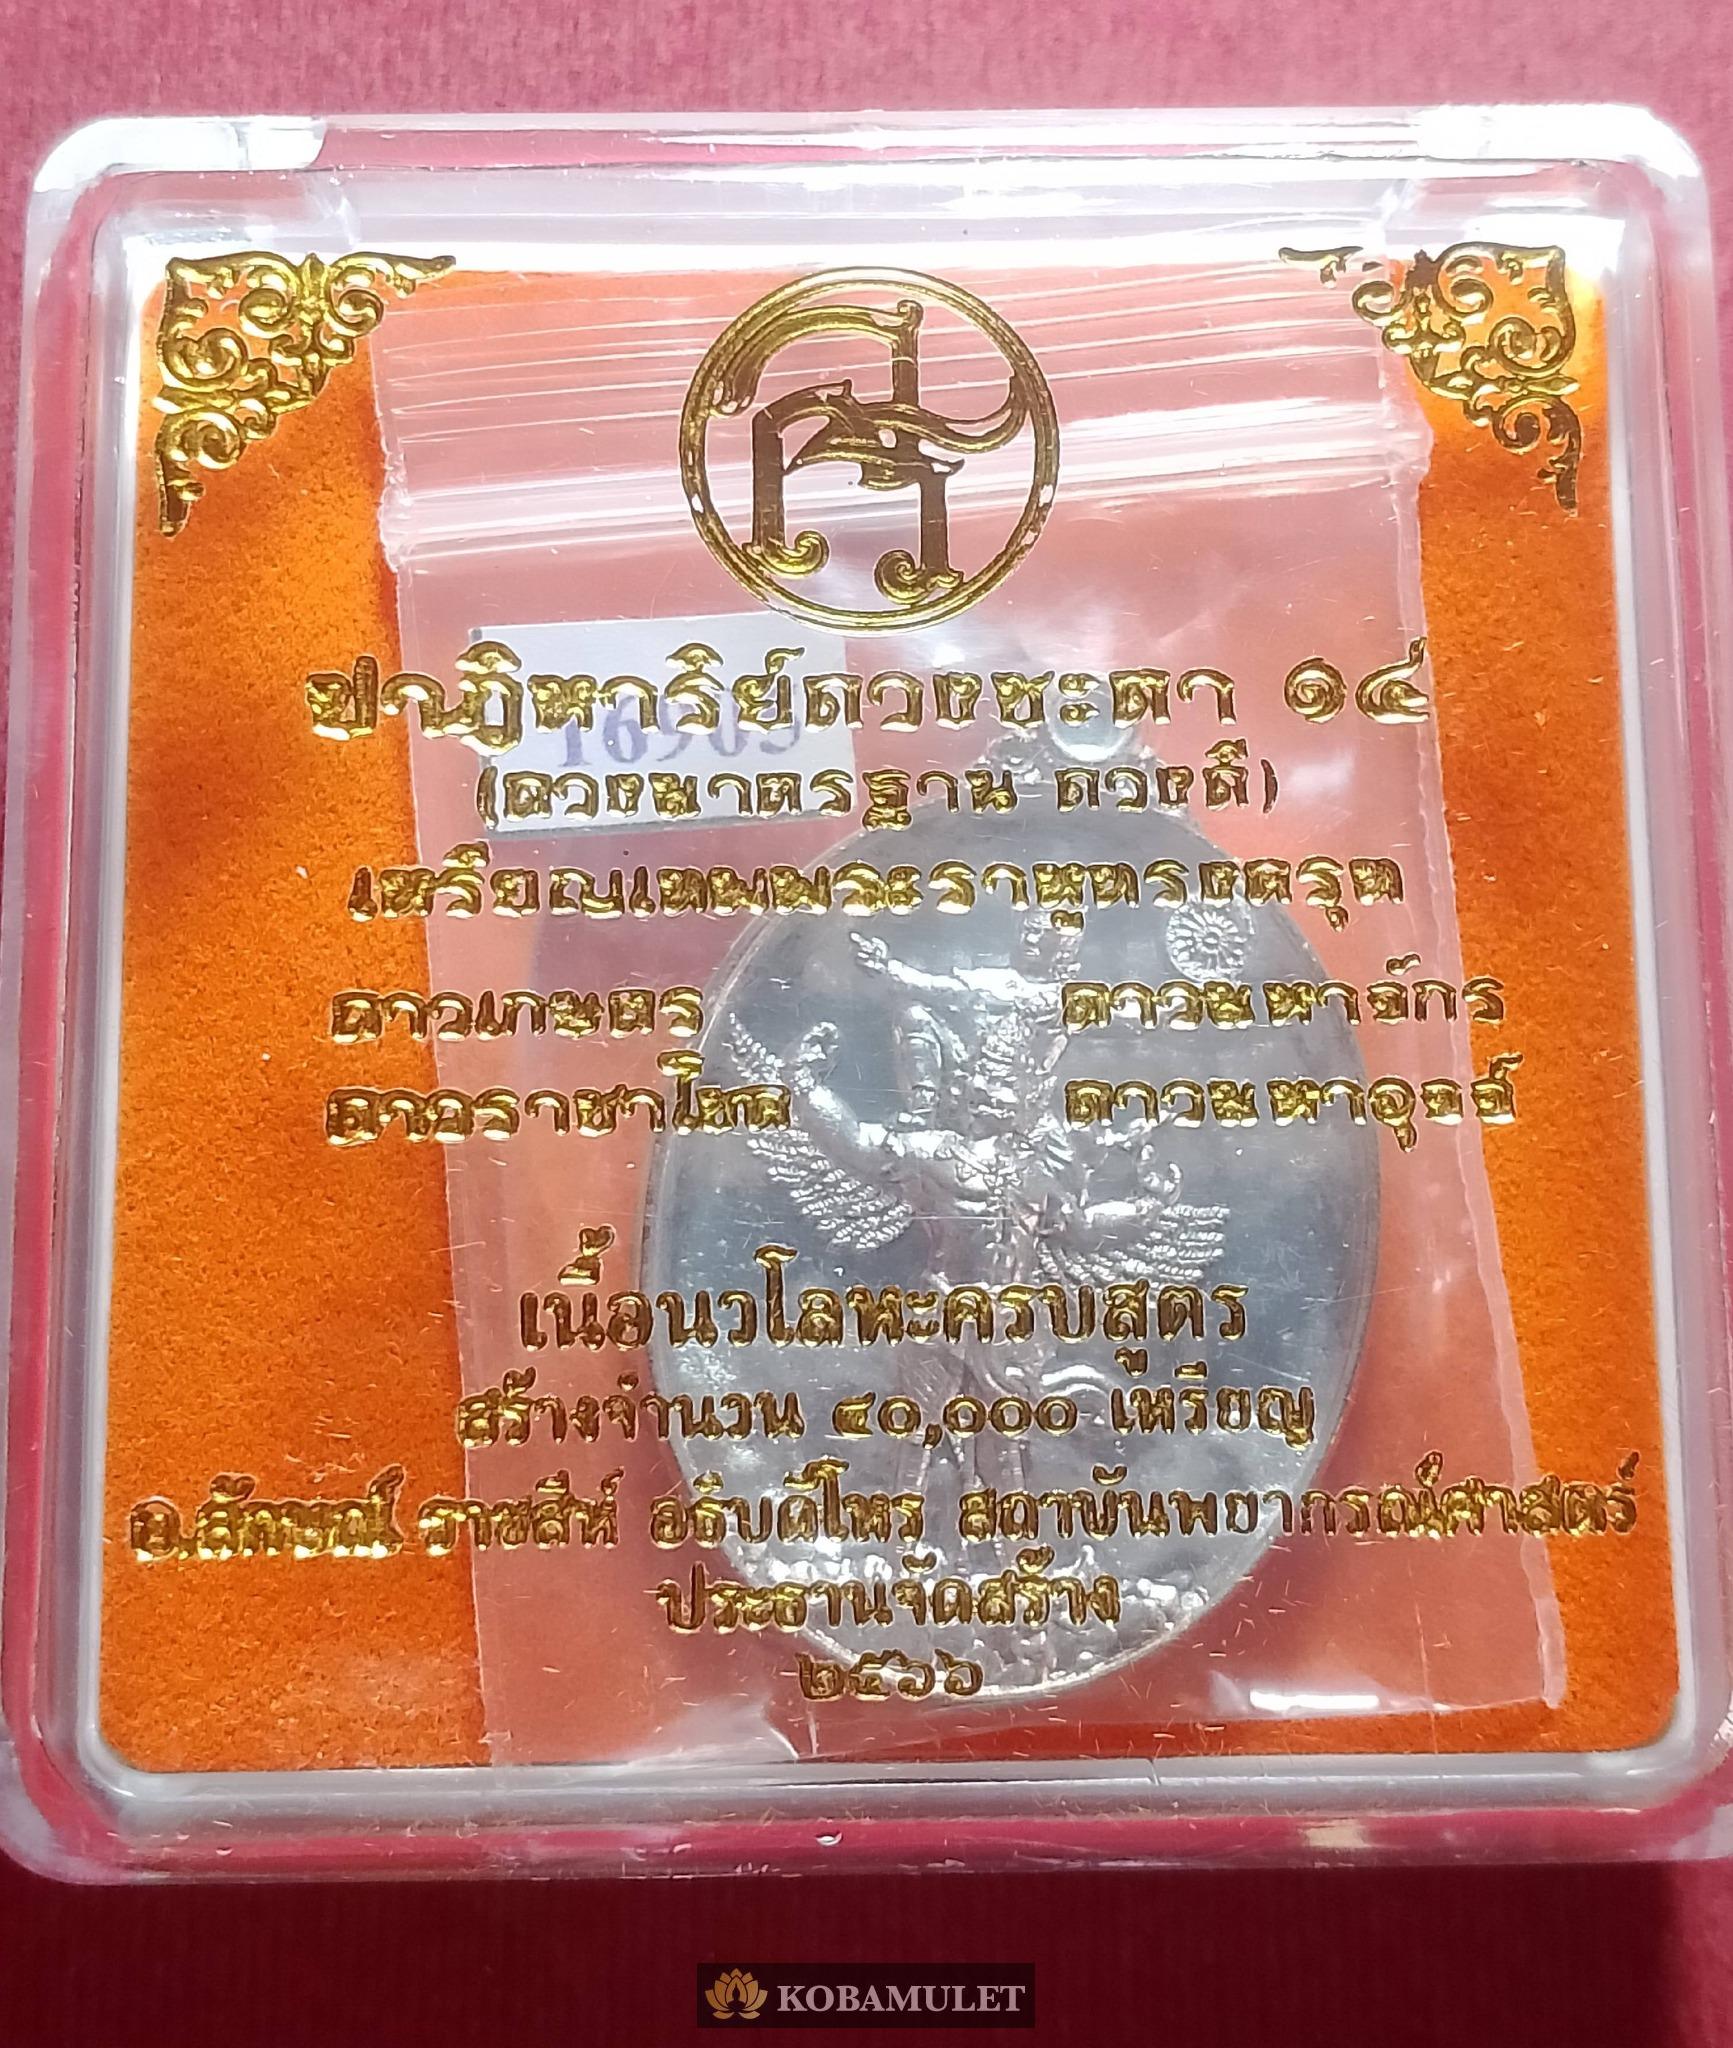 ปาฏิหาริย์ดวงชะตา ๑๔
(ดวงมาตรฐาน ดวงดี)
เหรียญเทพพระราหูทรงครุฑ
ดาวเกษตร ดาวมหาจักร
ดาวราชาโชค ดาวมหาอุจจ์
เนื้อนวโลหะครบสูตร
สร้างจำนวน ๔๐,๐๐๐ เหรียญ
อ.ลักษณ์ ราชสีห์ อธิบดีโหร สถาบันพยากรณ์ศาสตร์
ประธานจัดสร้าง
๒๕๖๖
KOBAMULET